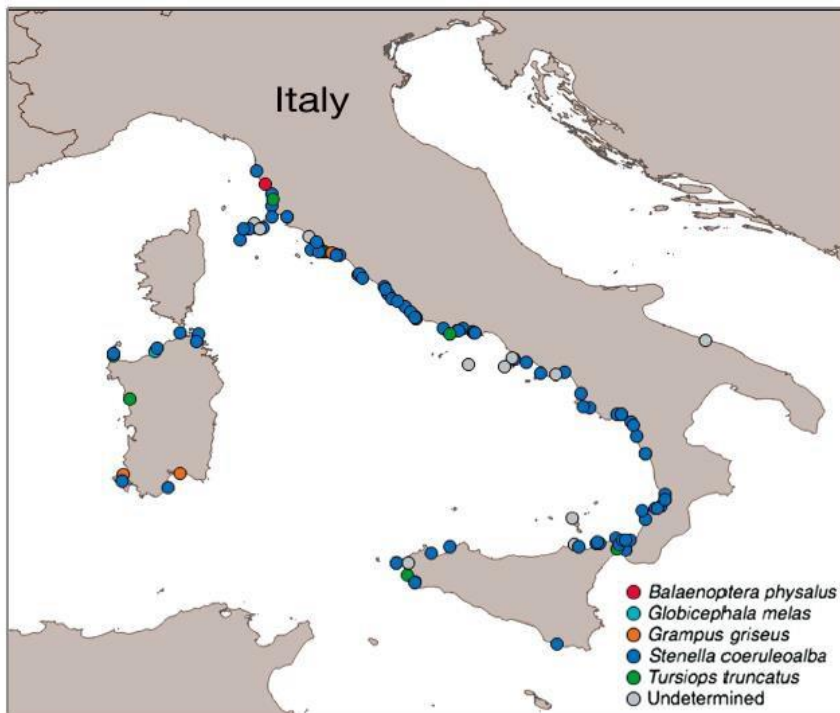 Italy
Balaenoptera physalus
Globicephala melas
Grampus griseus
Stenella coeruleoalba
Tursiops truncatus
Undetermined